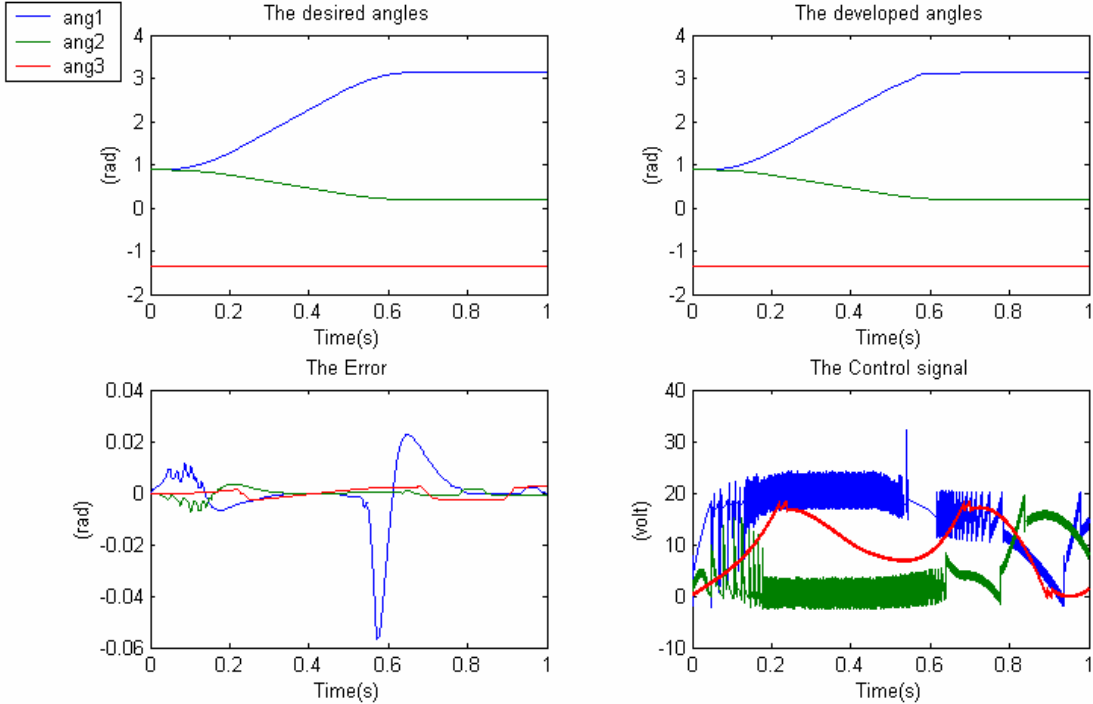 ang1
ang2
ang3
The desired angles
4
3
2
1
0
-1
-2
(rad)
0 0.2 0.4 0.6 0.8 1
Time(s)
The developed angles
4
3
2
1
0
-1
-2
(rad)
0 0.2 0.4 0.6 0.8 1
Time(s)
The Error
0.04
0.02
0
-0.02
-0.04
-0.06
(rad)
0 0.2 0.4 0.6 0.8 1
Time(s)
The Control signal
40
30
20
10
0
-10
(volt)
0 0.2 0.4 0.6 0.8 1
Time(s)